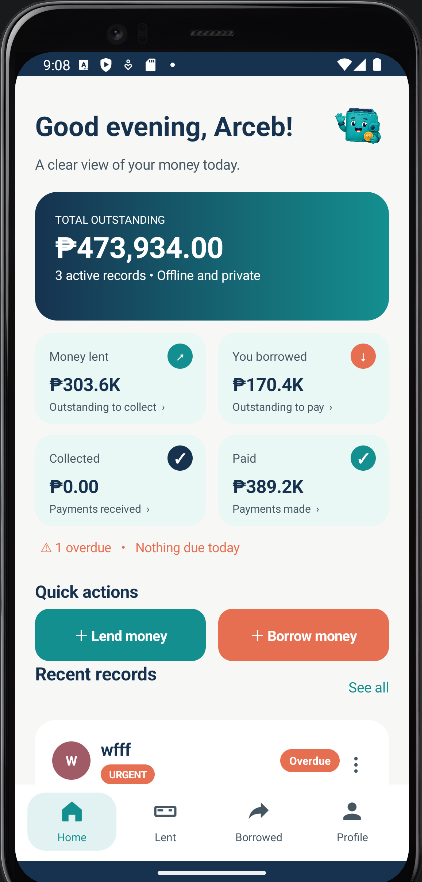 9:08
Good evening, Arceb!
A clear view of your money today.
TOTAL OUTSTANDING
₱473,934.00
3 active records • Offline and private
Money lent
₱303.6K
Outstanding to collect ›
You borrowed
₱170.4K
Outstanding to pay ›
Collected
₱0.00
Payments received ›
Paid
₱389.2K
Payments made ›
⚠ 1 overdue • Nothing due today
Quick actions
+ Lend money
+ Borrow money
Recent records
See all
W
wfff
URGENT
Overdue
Home
Lent
Borrowed
Profile